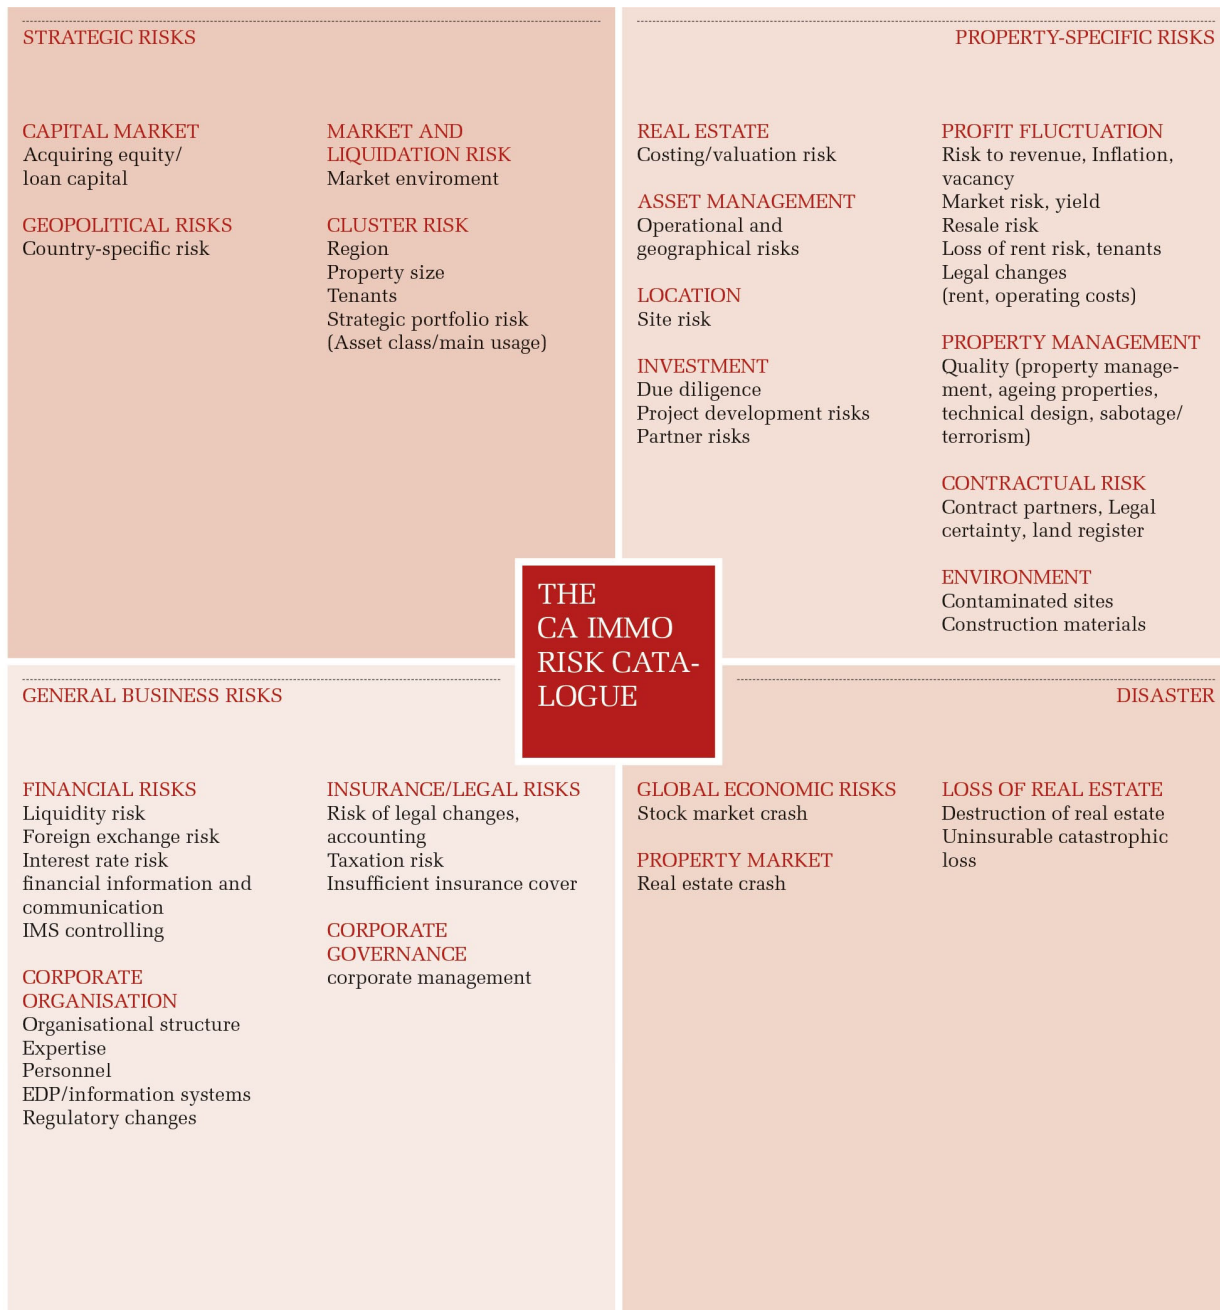 STRATEGIC RISKS
CAPITAL MARKET
Acquiring equity/
loan capital
GEOPOLITICAL RISKS
Country-specific risk
MARKET AND
LIQUIDATION RISK
Market enviroment
CLUSTER RISK
Region
Property size
Tenants
Strategic portfolio risk
(Asset class/main usage)
PROPERTY-SPECIFIC RISKS
REAL ESTATE
Costing/valuation risk
ASSET MANAGEMENT
Operational and
geographical risks
LOCATION
Site risk
INVESTMENT
Due diligence
Project development risks
Partner risks
PROFIT FLUCTUATION
Risk to revenue, Inflation,
vacancy
Market risk, yield
Resale risk
Loss of rent risk, tenants
Legal changes
(rent, operating costs)
PROPERTY MANAGEMENT
Quality (property manage-
ment, ageing properties,
technical design, sabotage/
terrorism)
CONTRACTUAL RISK
Contract partners, Legal
certainty, land register
ENVIRONMENT
Contaminated sites
Construction materials
THE
CA IMMO
RISK CATA-
LOGUE
GENERAL BUSINESS RISKS
FINANCIAL RISKS
Liquidity risk
Foreign exchange risk
Interest rate risk
financial information and
communication
IMS controlling
CORPORATE
ORGANISATION
Organisational structure
Expertise
Personnel
EDP/information systems
Regulatory changes
INSURANCE/LEGAL RISKS
Risk of legal changes,
accounting
Taxation risk
Insufficient insurance cover
CORPORATE
GOVERNANCE
corporate management
DISASTER
GLOBAL ECONOMIC RISKS
Stock market crash
PROPERTY MARKET
Real estate crash
LOSS OF REAL ESTATE
Destruction of real estate
Uninsurable catastrophic
loss